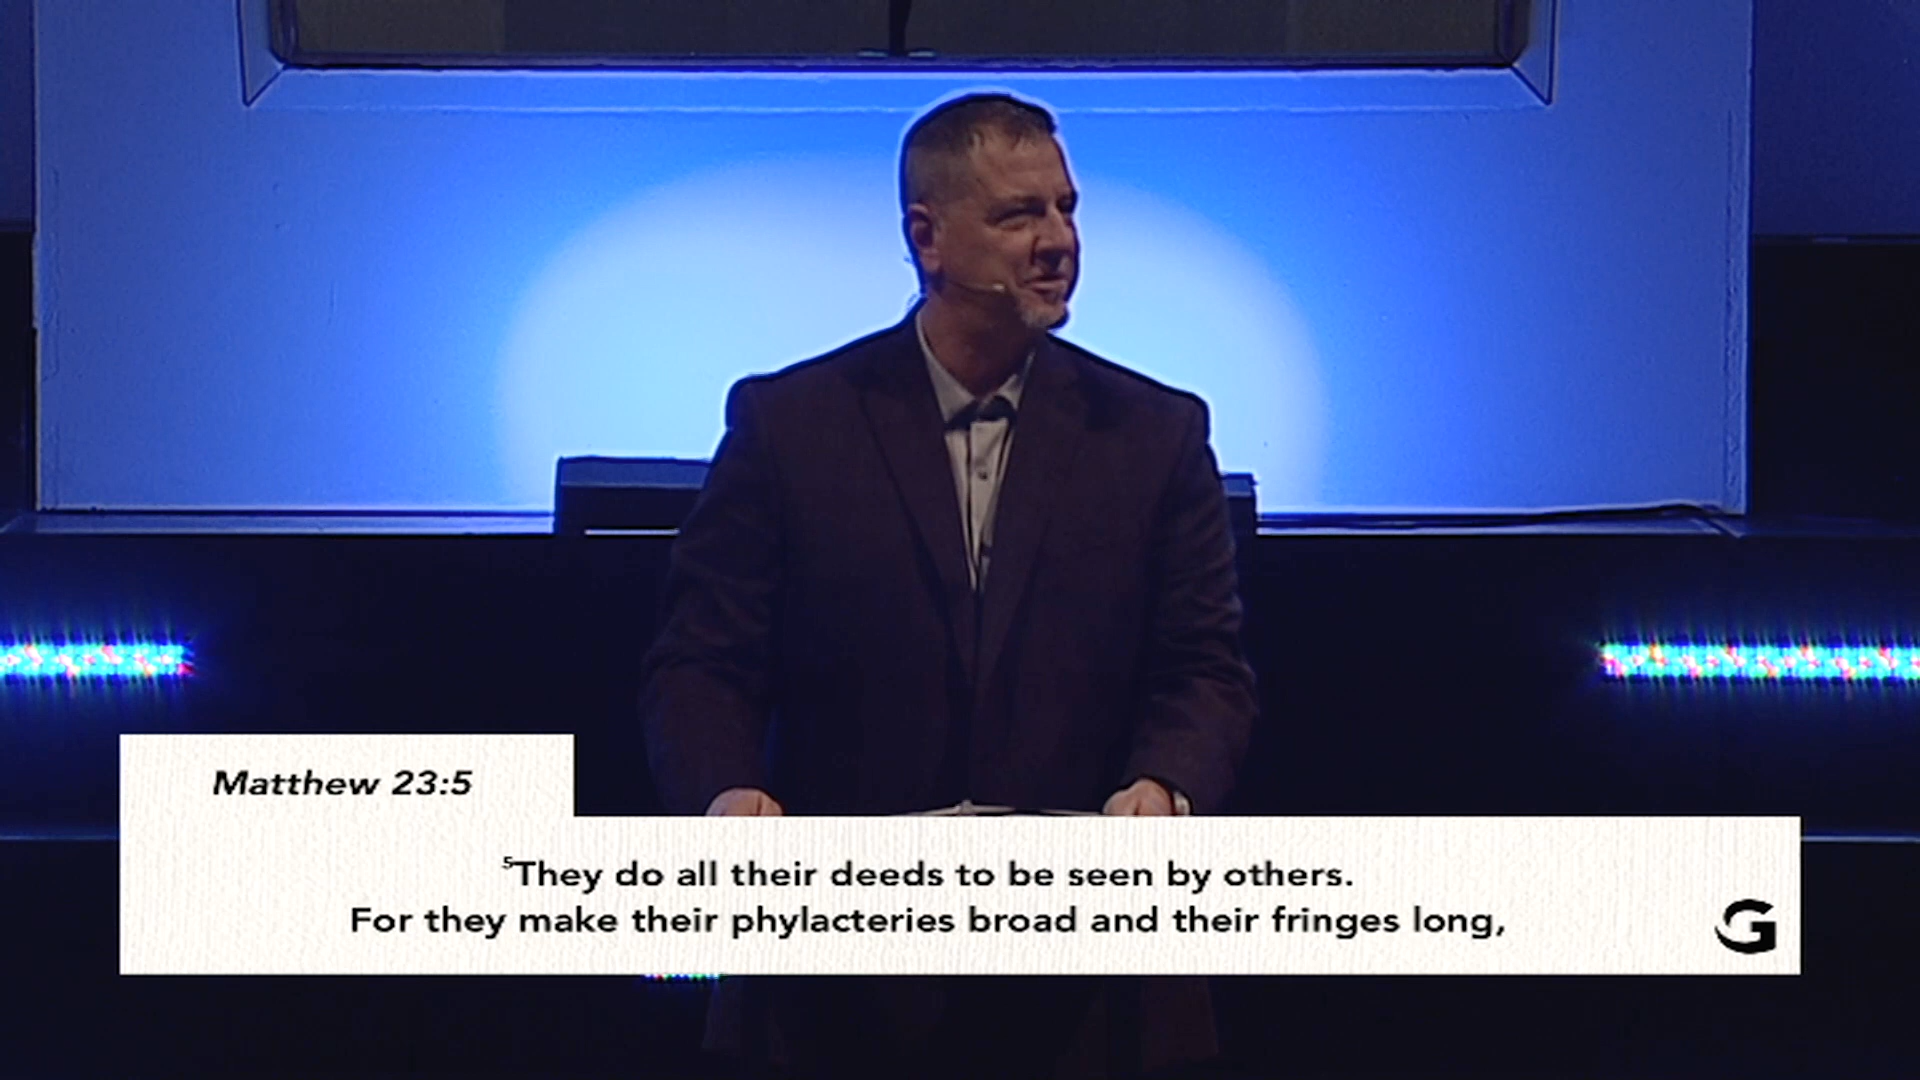 Matthew 23:5
⁵They do all their deeds to be seen by others.
For they make their phylacteries broad and their fringes long,
G